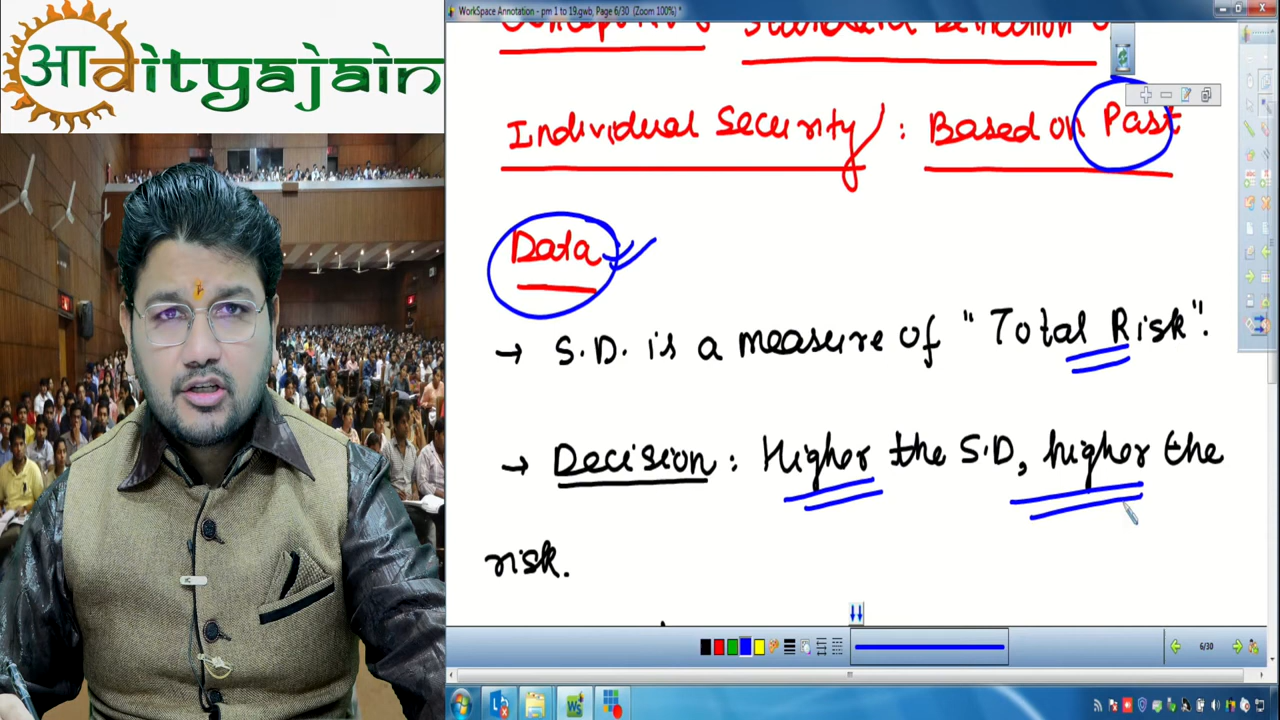 आdityajain
WorkSpace Annotation - pm 1 to 19.gwb, Page 6/30 (Zoom 100%) *
Individual Security : Based on Past
Data
→ S.D. is a measure of "Total Risk".
→ Decision : Higher the S.D, higher the
risk.
6/30